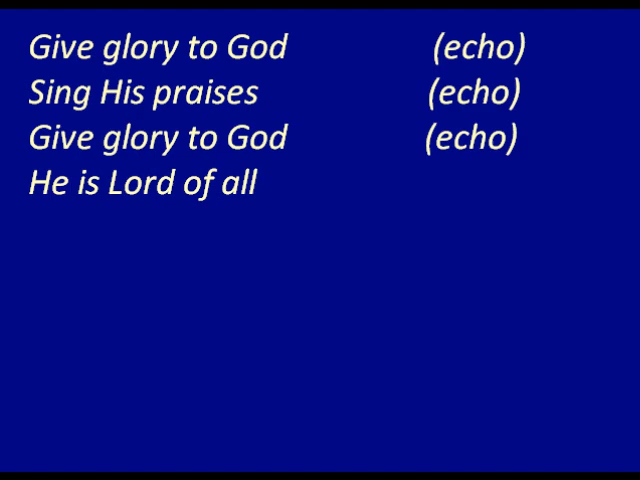 Give glory to God (echo)
Sing His praises (echo)
Give glory to God (echo)
He is Lord of all